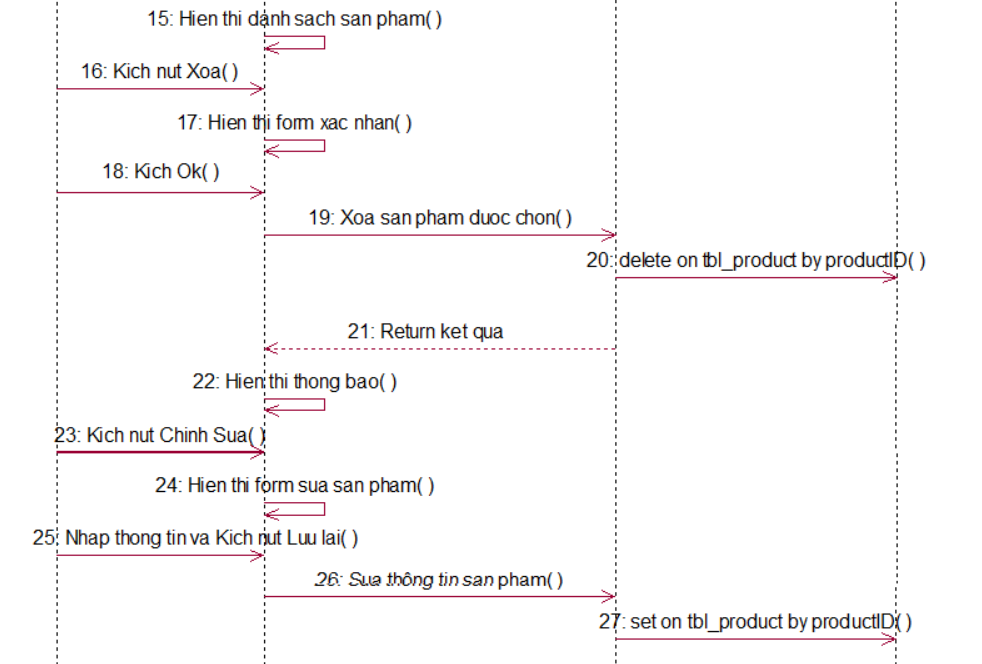 15: Hien thi danh sach san pham( )
16: Kich nut Xoa( )
17: Hien thi form xac nhan( )
18: Kich Ok( )
19: Xoa san pham duoc chon( )
20: delete on tbl_product by productID( )
21: Return ket qua
22: Hien thi thong bao( )
23: Kich nut Chinh Sua( )
24: Hien thi form sua san pham( )
25: Nhap thong tin va Kich nut Luu lai( )
26: Sua thông tin san pham( )
27: set on tbl_product by productID( )